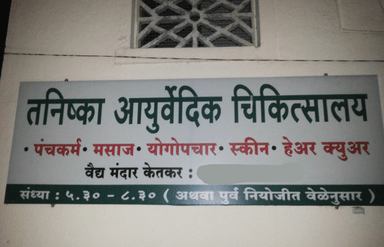 तनिष्का आयुर्वेदिक चिकित्सालय
· पंचकर्म · मसाज · योगोपचार · स्कीन · हेअर क्युअर
वैद्य मंदार केतकर :
संध्या : ५.३० - ८.३० ( अथवा पुर्व नियोजीत वेळेनुसार )